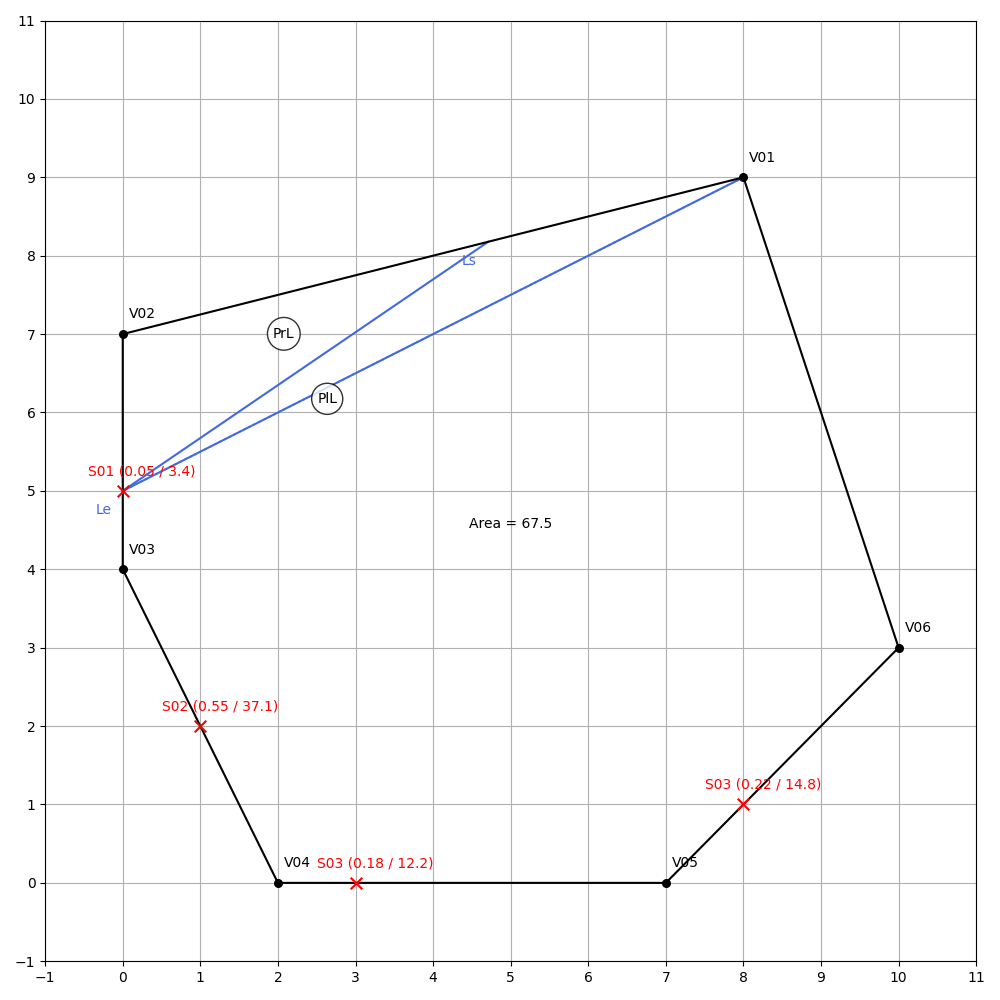 11
10
9
8
7
6
5
4
3
2
1
0
−1
V01
Ls
V02
PrL
PlL
S01 (0.05 / 3.4)
Le
Area = 67.5
V03
V06
S02 (0.55 / 37.1)
S03 (0.22 / 14.8)
V04
S03 (0.18 / 12.2)
V05
−1 0 1 2 3 4 5 6 7 8 9 10 11